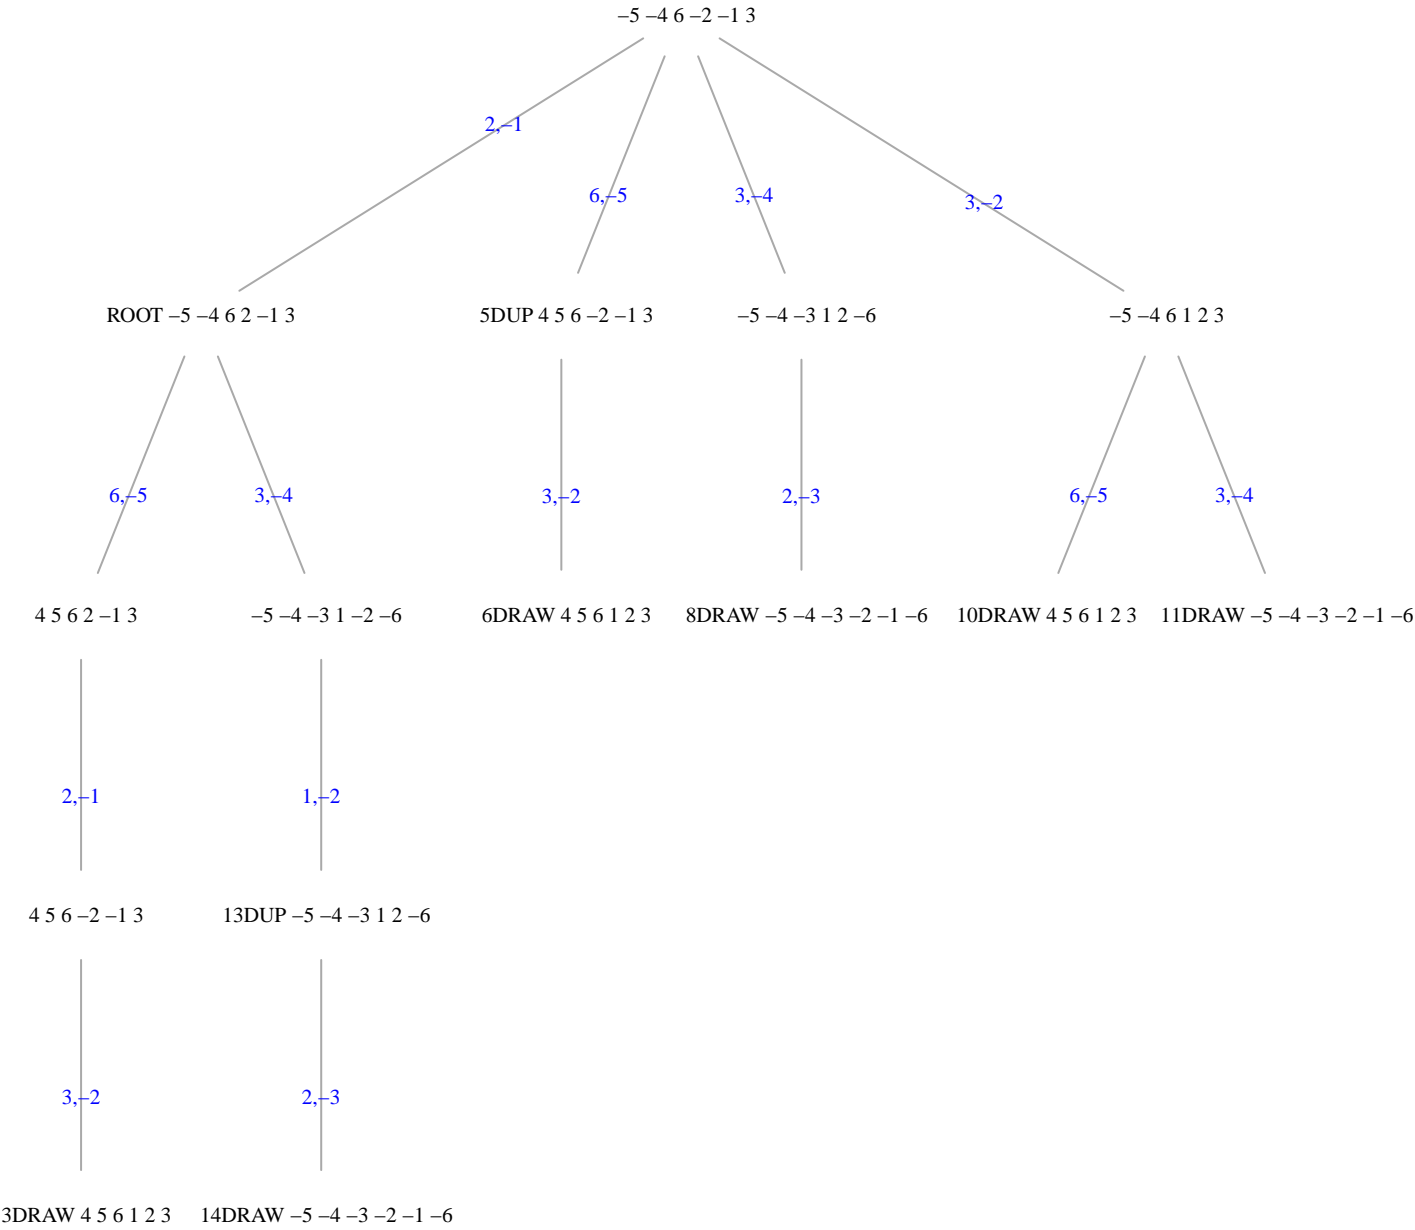 –5 –4 6 –2 –1 3
2,–1
6,–5
3,–4
3,–2
ROOT –5 –4 6 2 –1 3
5DUP 4 5 6 –2 –1 3
–5 –4 –3 1 2 –6
–5 –4 6 1 2 3
6,–5
3,–4
3,–2
2,–3
6,–5
3,–4
4 5 6 2 –1 3
–5 –4 –3 1 –2 –6
6DRAW 4 5 6 1 2 3
8DRAW –5 –4 –3 –2 –1 –6
10DRAW 4 5 6 1 2 3
11DRAW –5 –4 –3 –2 –1 –6
2,–1
1,–2
4 5 6 –2 –1 3
13DUP –5 –4 –3 1 2 –6
3,–2
2,–3
3DRAW 4 5 6 1 2 3
14DRAW –5 –4 –3 –2 –1 –6